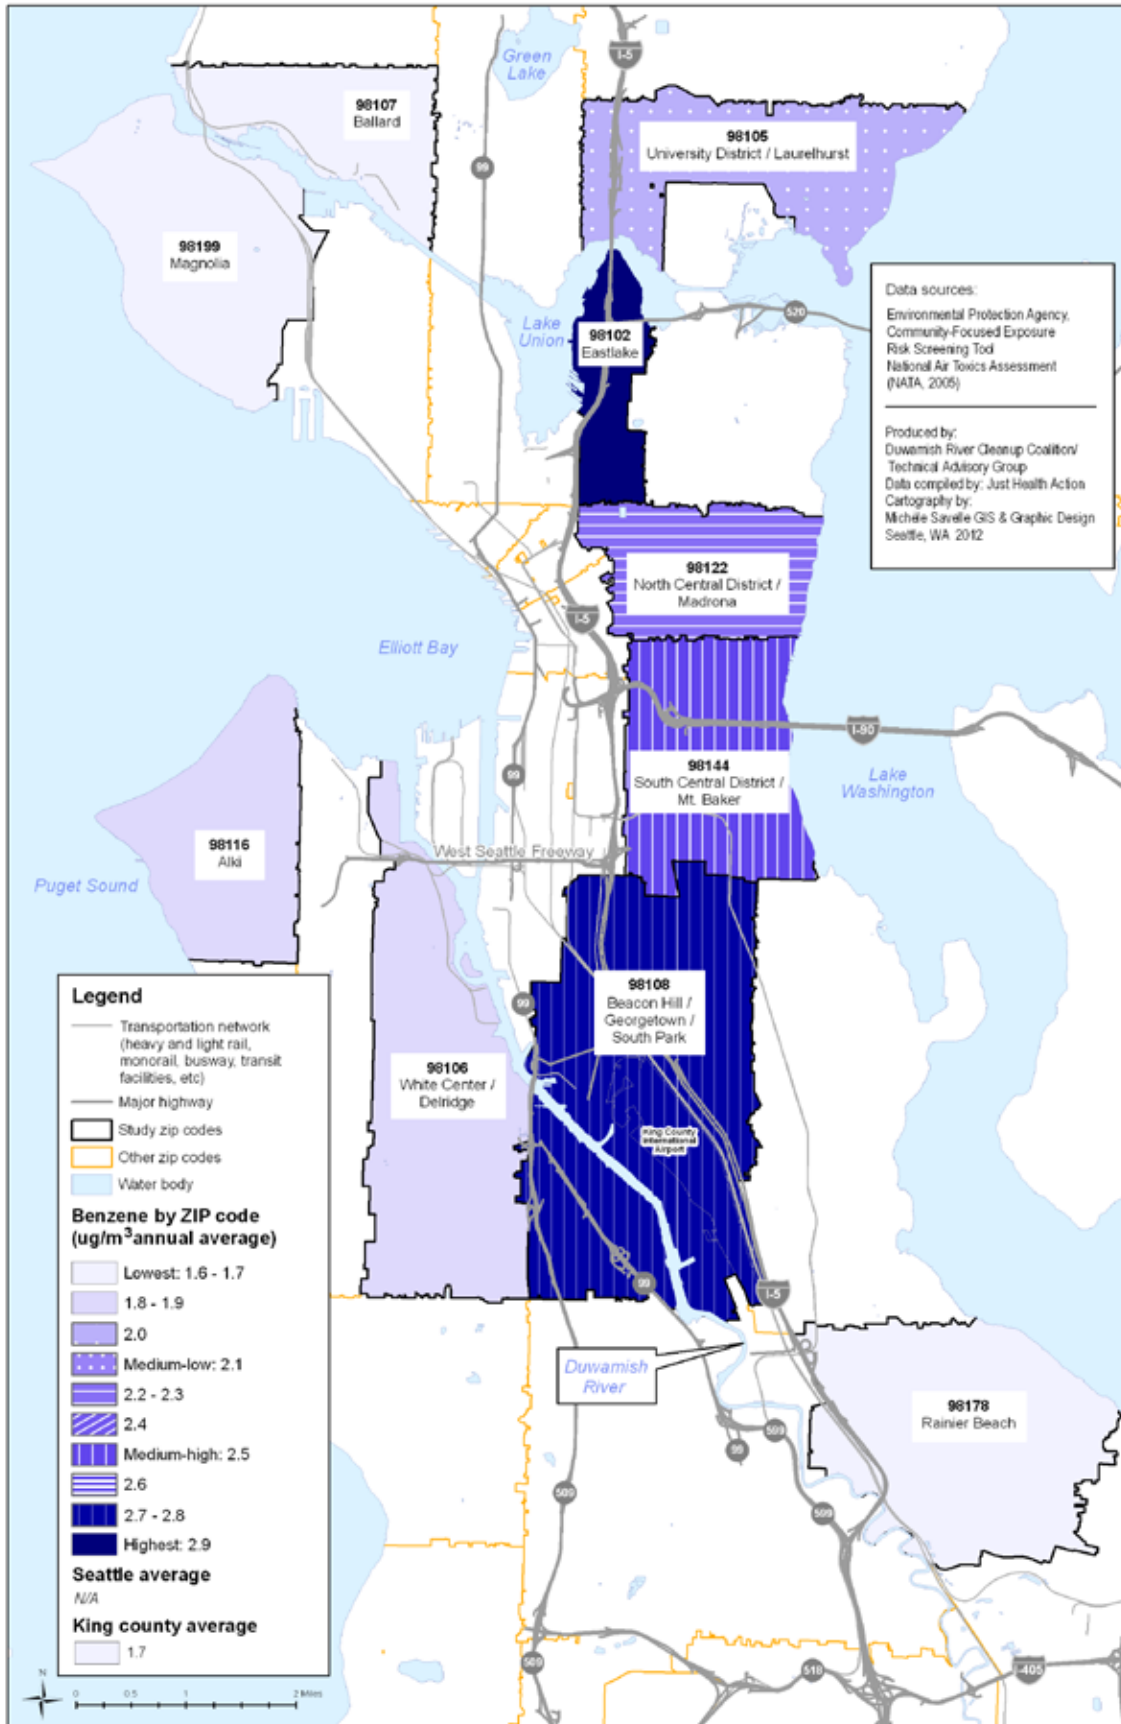 Green
Lake
I-5
98107
Ballard
98105
University District / Laurelhurst
99
98199
Magnolia
Data sources:
Environmental Protection Agency,
Community-Focused Exposure
Risk Screening Tool
National Air Toxics Assessment
(NATA, 2005)
Produced by:
Duwamish River Cleanup Coalition/
Technical Advisory Group
Data compiled by: Just Health Action
Cartography by:
Michele Savelle GIS & Graphic Design
Seattle, WA 2012
520
Lake
Union
98102
Eastlake
98122
North Central District /
Madrona
I-5
Elliott Bay
I-90
98144
South Central District /
Mt. Baker
Lake
Washington
99
98116
Alki
West Seattle Freeway
Puget Sound
98108
Beacon Hill /
Georgetown /
South Park
99
98106
White Center /
Delridge
King County
International
Airport
99
I-5
Duwamish
River
98178
Rainier Beach
599
99
509
599
509
518
I-405
Legend
Transportation network
(heavy and light rail,
monorail, busway, transit
facilities, etc)
Major highway
Study zip codes
Other zip codes
Water body
Benzene by ZIP code
(ug/m³annual average)
Lowest: 1.6 - 1.7
1.8 - 1.9
2.0
Medium-low: 2.1
2.2 - 2.3
2.4
Medium-high: 2.5
2.6
2.7 - 2.8
Highest: 2.9
Seattle average
N/A
King county average
1.7
N
0 0.5 1 2 Miles